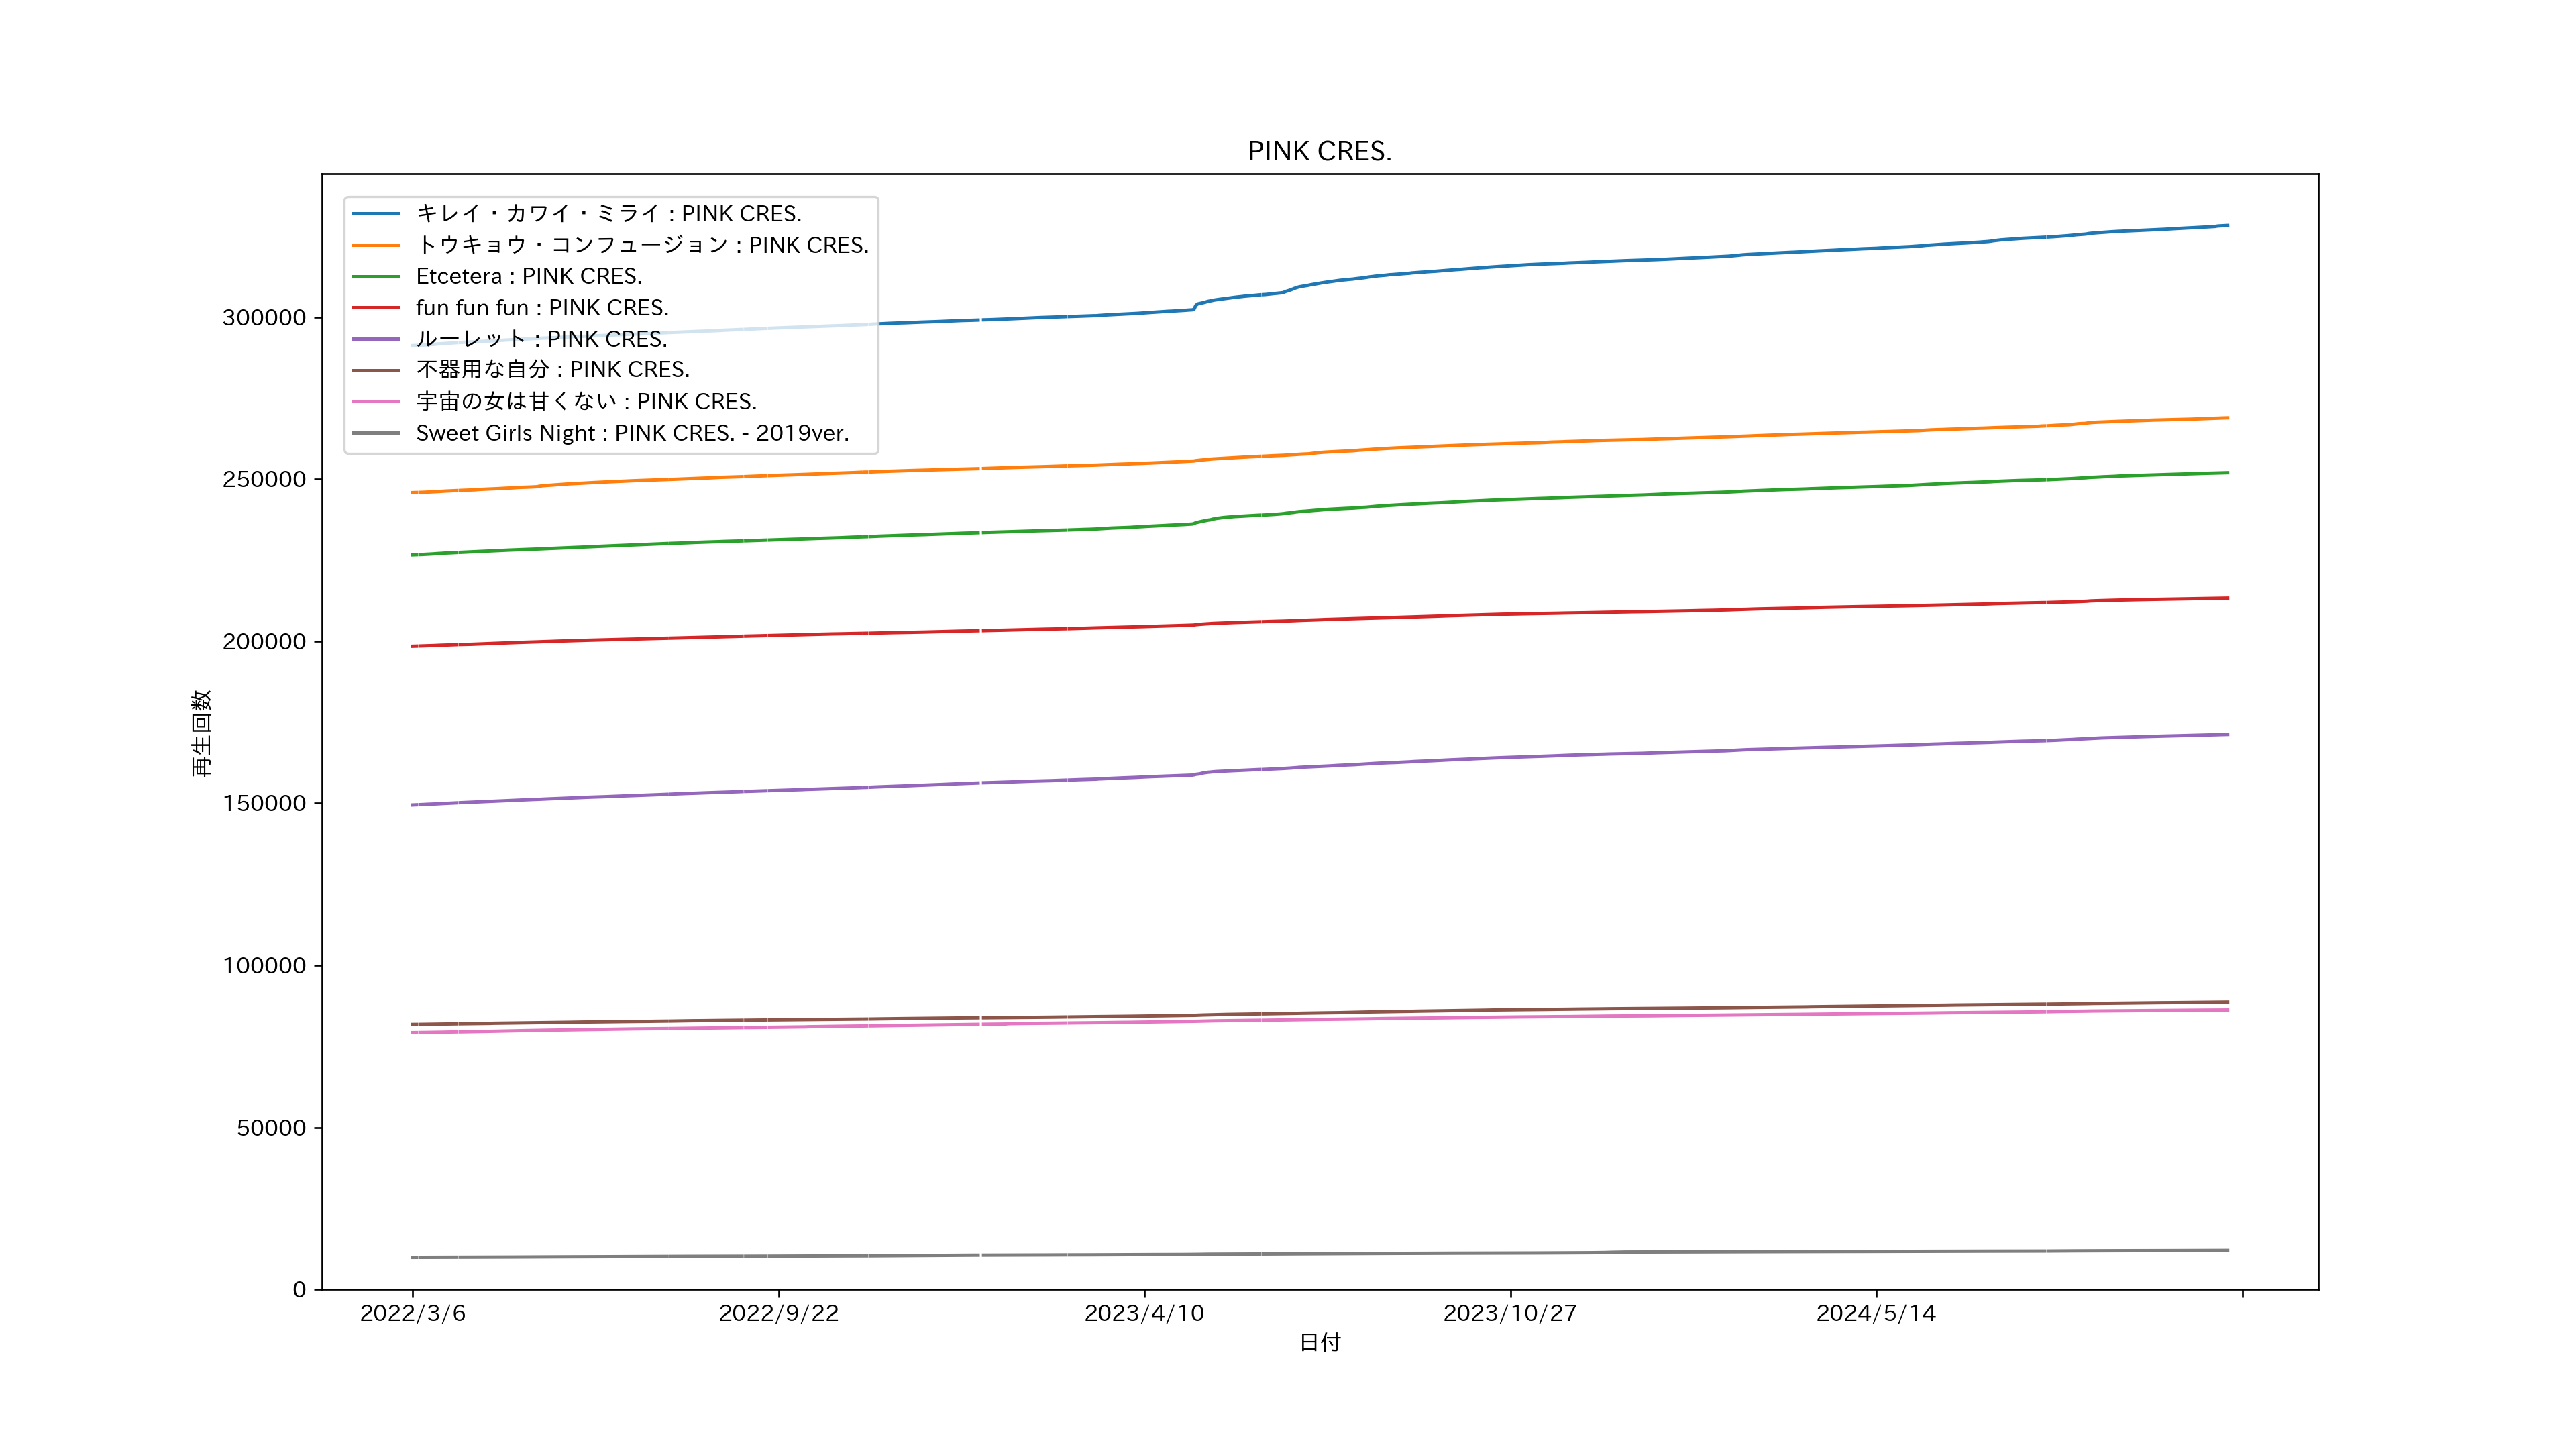 PINK CRES.
キレイ・カワイ・ミライ : PINK CRES.
トウキョウ・コンフュージョン : PINK CRES.
Etcetera : PINK CRES.
fun fun fun : PINK CRES.
ルーレット : PINK CRES.
不器用な自分 : PINK CRES.
宇宙の女は甘くない : PINK CRES.
Sweet Girls Night : PINK CRES. - 2019ver.
300000
250000
200000
150000
100000
50000
0
再生回数
2022/3/6
2022/9/22
2023/4/10
2023/10/27
2024/5/14
日付